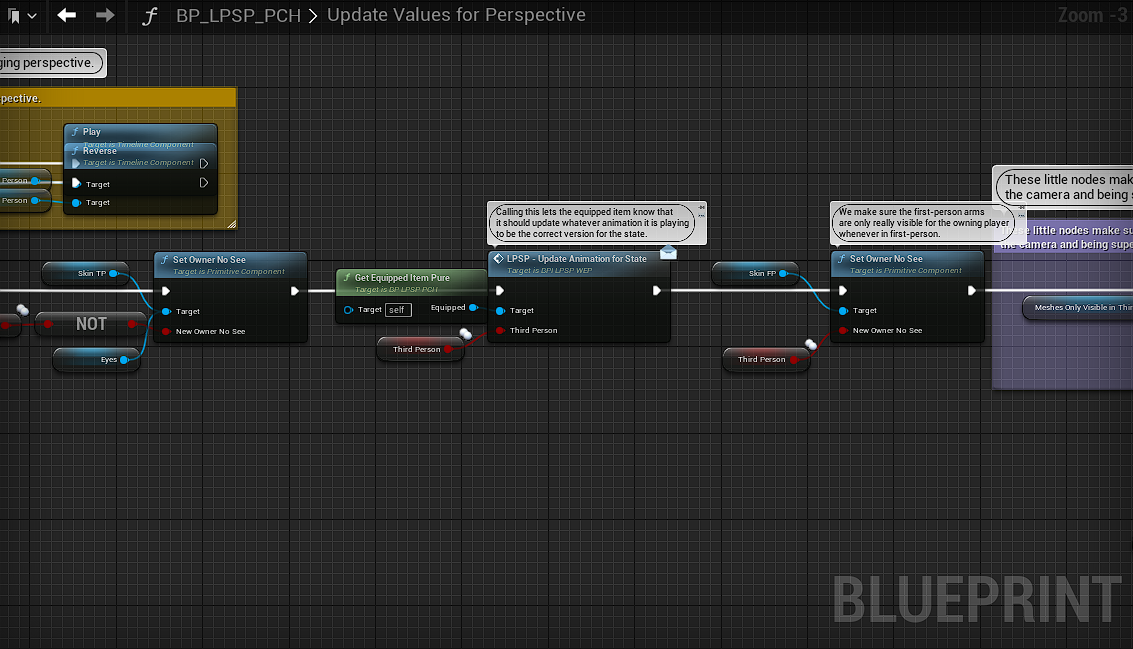 BP_LPSP_PCH > Update Values for Perspective
Zoom -3
ging perspective.
spective.
Play
Target is Timeline Component
Reverse
Target is Timeline Component
Person
Target
Person
Target
These little nodes mak
the camera and being s
Calling this lets the equipped item know that
it should update whatever animation it is playing
to be the correct version for the state.
We make sure the first-person arms
are only really visible for the owning player
whenever in first-person.
se little nodes make su
the camera and being supe
Set Owner No See
Target is Primitive Component
Skin TP
Target
New Owner No See
NOT
Eyes
Get Equipped Item Pure
Target is BP LPSP PCH
Target self
Equipped
LPSP - Update Animation for State
Target is BPI LPSP WEP
Target
Third Person
Third Person
Skin FP
Set Owner No See
Target is Primitive Component
Target
New Owner No See
Third Person
Meshes Only Visible in Thir
BLUEPRINT